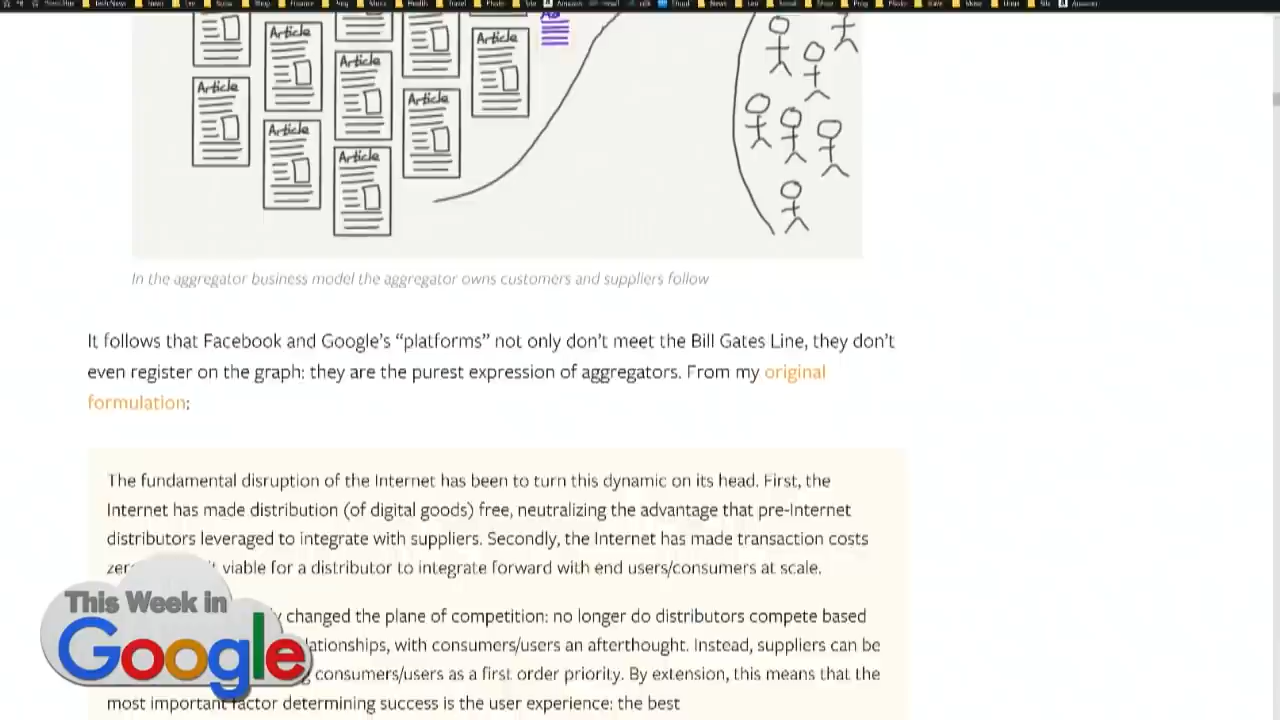 Article
Article
Article
Article
Article
Article
Article
Ad
In the aggregator business model the aggregator owns customers and suppliers follow
It follows that Facebook and Google's “platforms” not only don't meet the Bill Gates Line, they don't
even register on the graph: they are the purest expression of aggregators. From my original
formulation:
The fundamental disruption of the Internet has been to turn this dynamic on its head. First, the
Internet has made distribution (of digital goods) free, neutralizing the advantage that pre-Internet
distributors leveraged to integrate with suppliers. Secondly, the Internet has made transaction costs
viable for a distributor to integrate forward with end users/consumers at scale.
changed the plane of competition: no longer do distributors compete based
consumers/users an afterthought. Instead, suppliers can be
consumers/users as a first order priority. By extension, this means that the
most important factor determining success is the user experience: the best
This Week in
Google